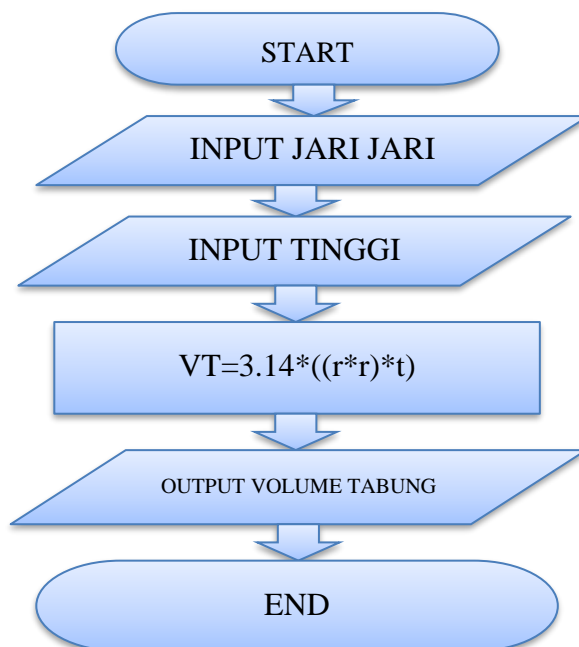 START
INPUT JARI JARI
INPUT TINGGI
VT=3.14*((r*r)*t)
OUTPUT VOLUME TABUNG
END